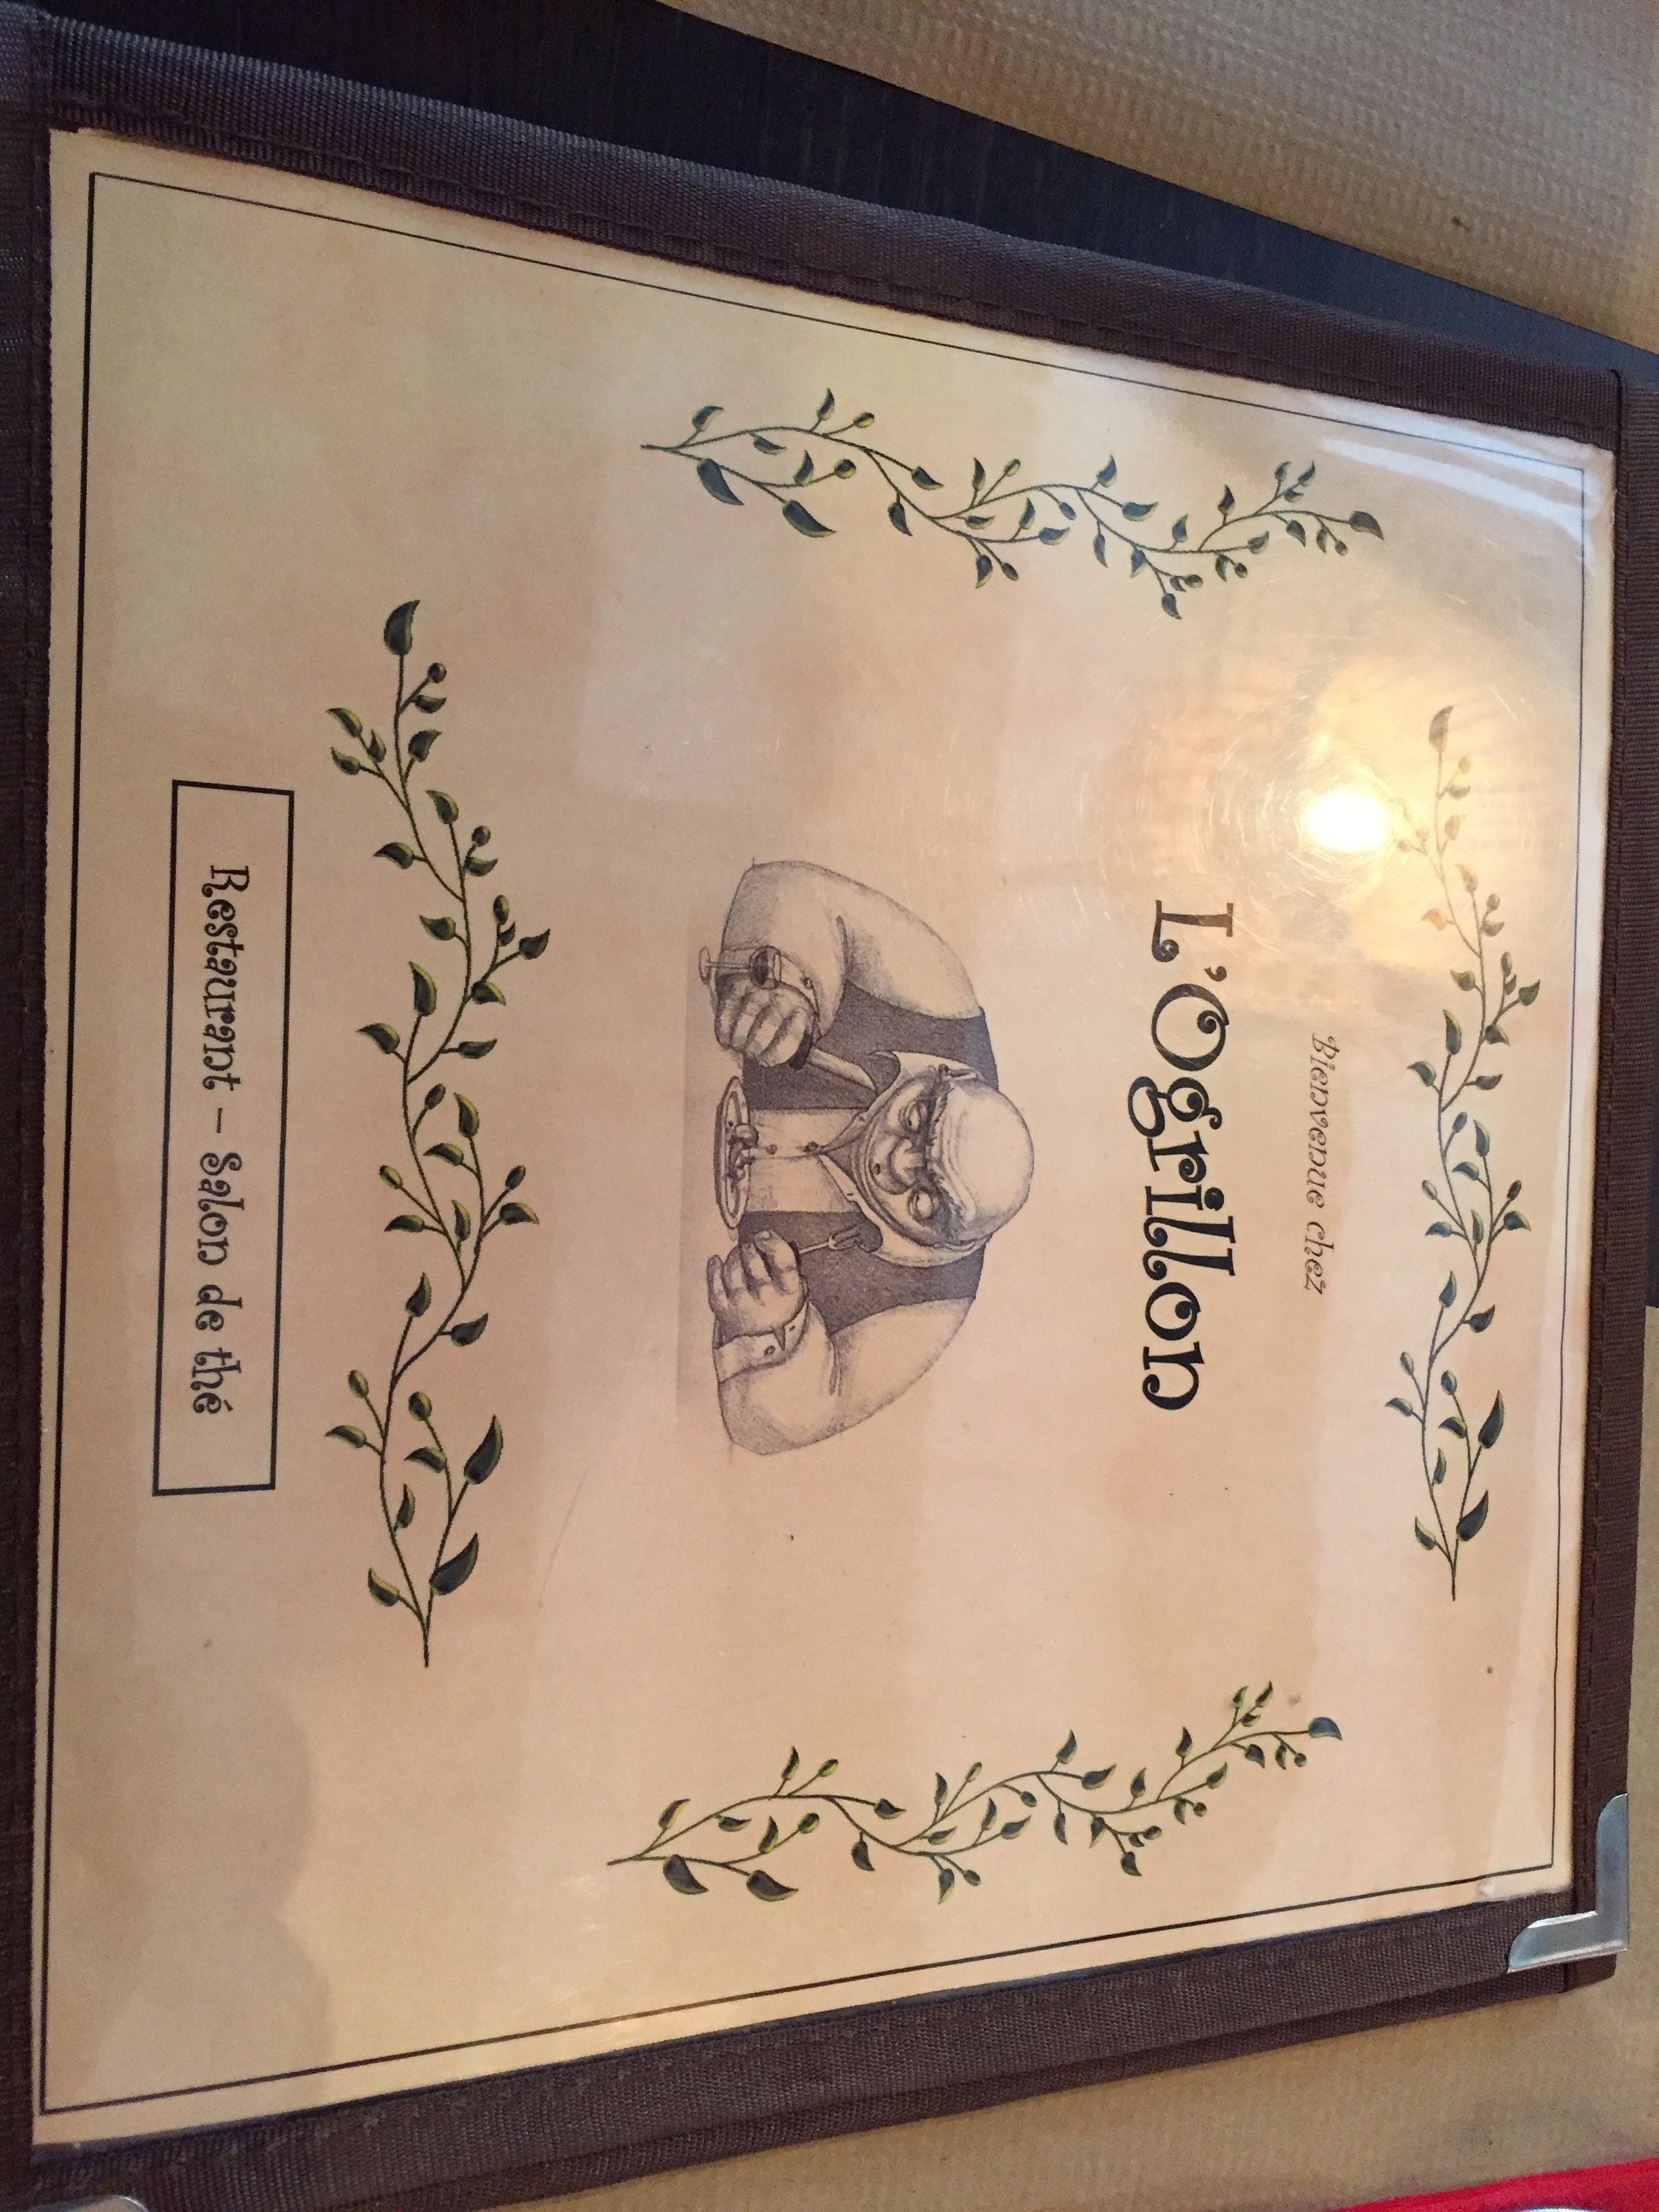 Bienvenue chez
L'Ogrillon
Restaurant – Salon de thé